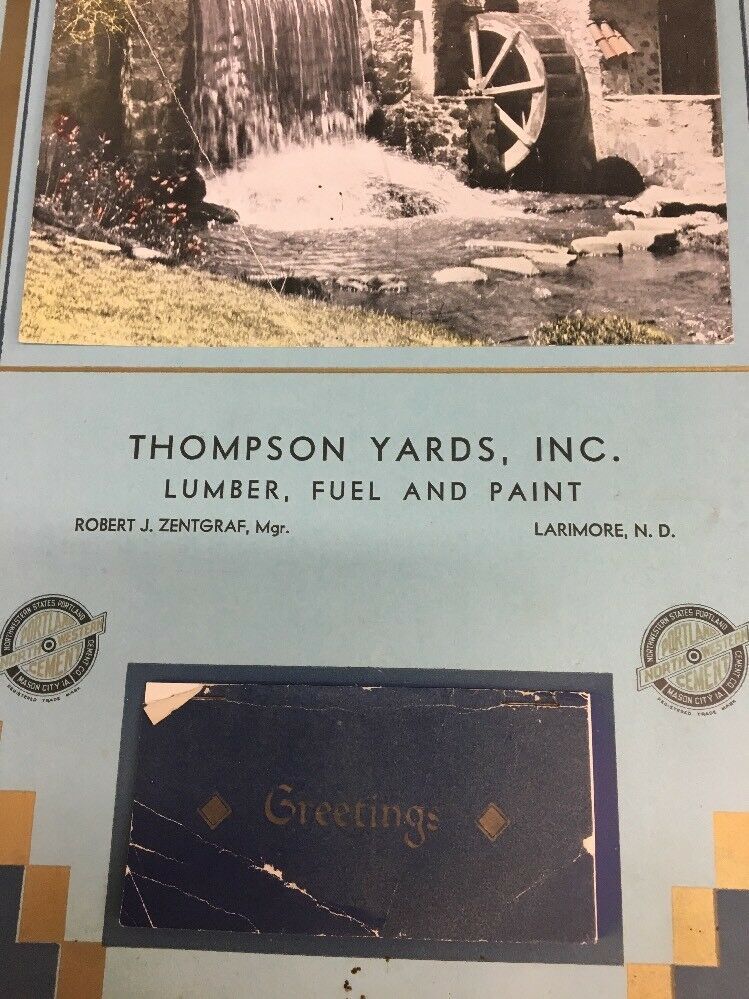 THOMPSON YARDS, INC.
LUMBER, FUEL AND PAINT
ROBERT J. ZENTGRAF, Mgr. LARIMORE, N. D.
NORTHWESTERN STATES PORTLAND CEMENT CO.
PORTLAND
NORTHWESTERN
CEMENT
MASON CITY IA
REGISTERED TRADE MARK
NORTHWESTERN STATES PORTLAND CEMENT CO.
PORTLAND
NORTHWESTERN
CEMENT
MASON CITY IA
REGISTERED TRADE MARK
Greetings